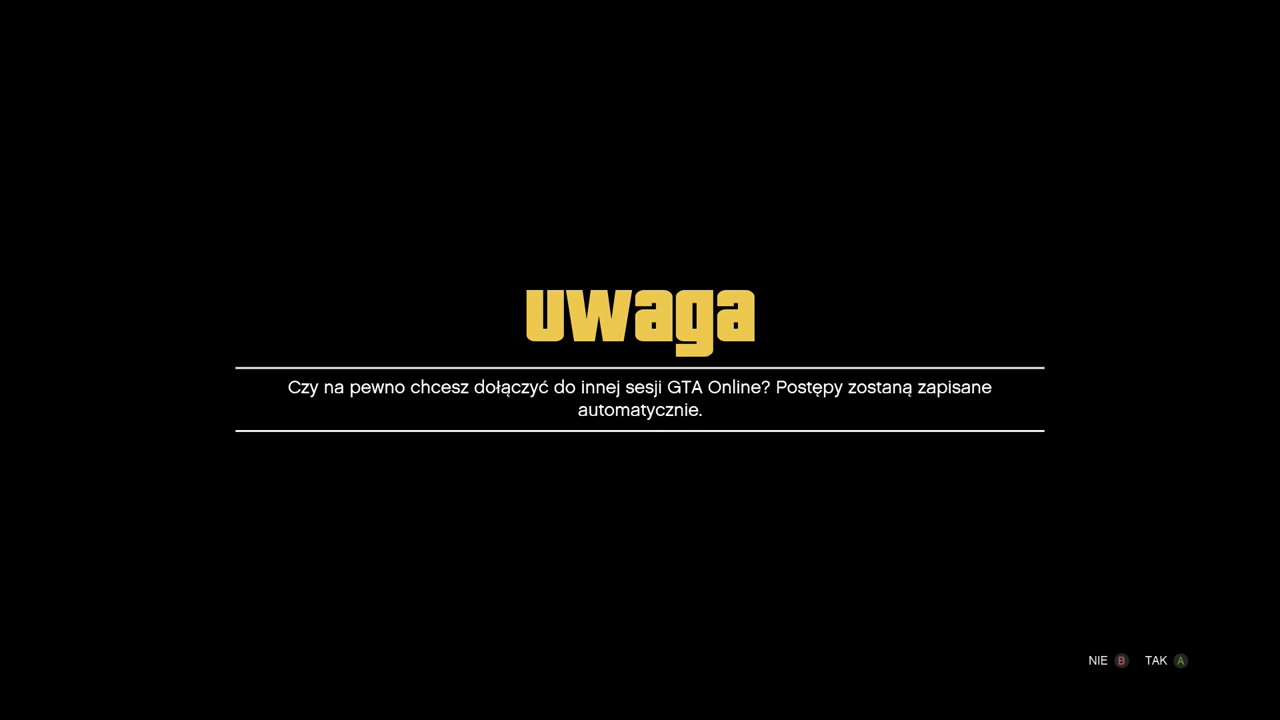 uwaga
Czy na pewno chcesz dołączyć do innej sesji GTA Online? Postępy zostaną zapisane
automatycznie.
NIE B TAK A